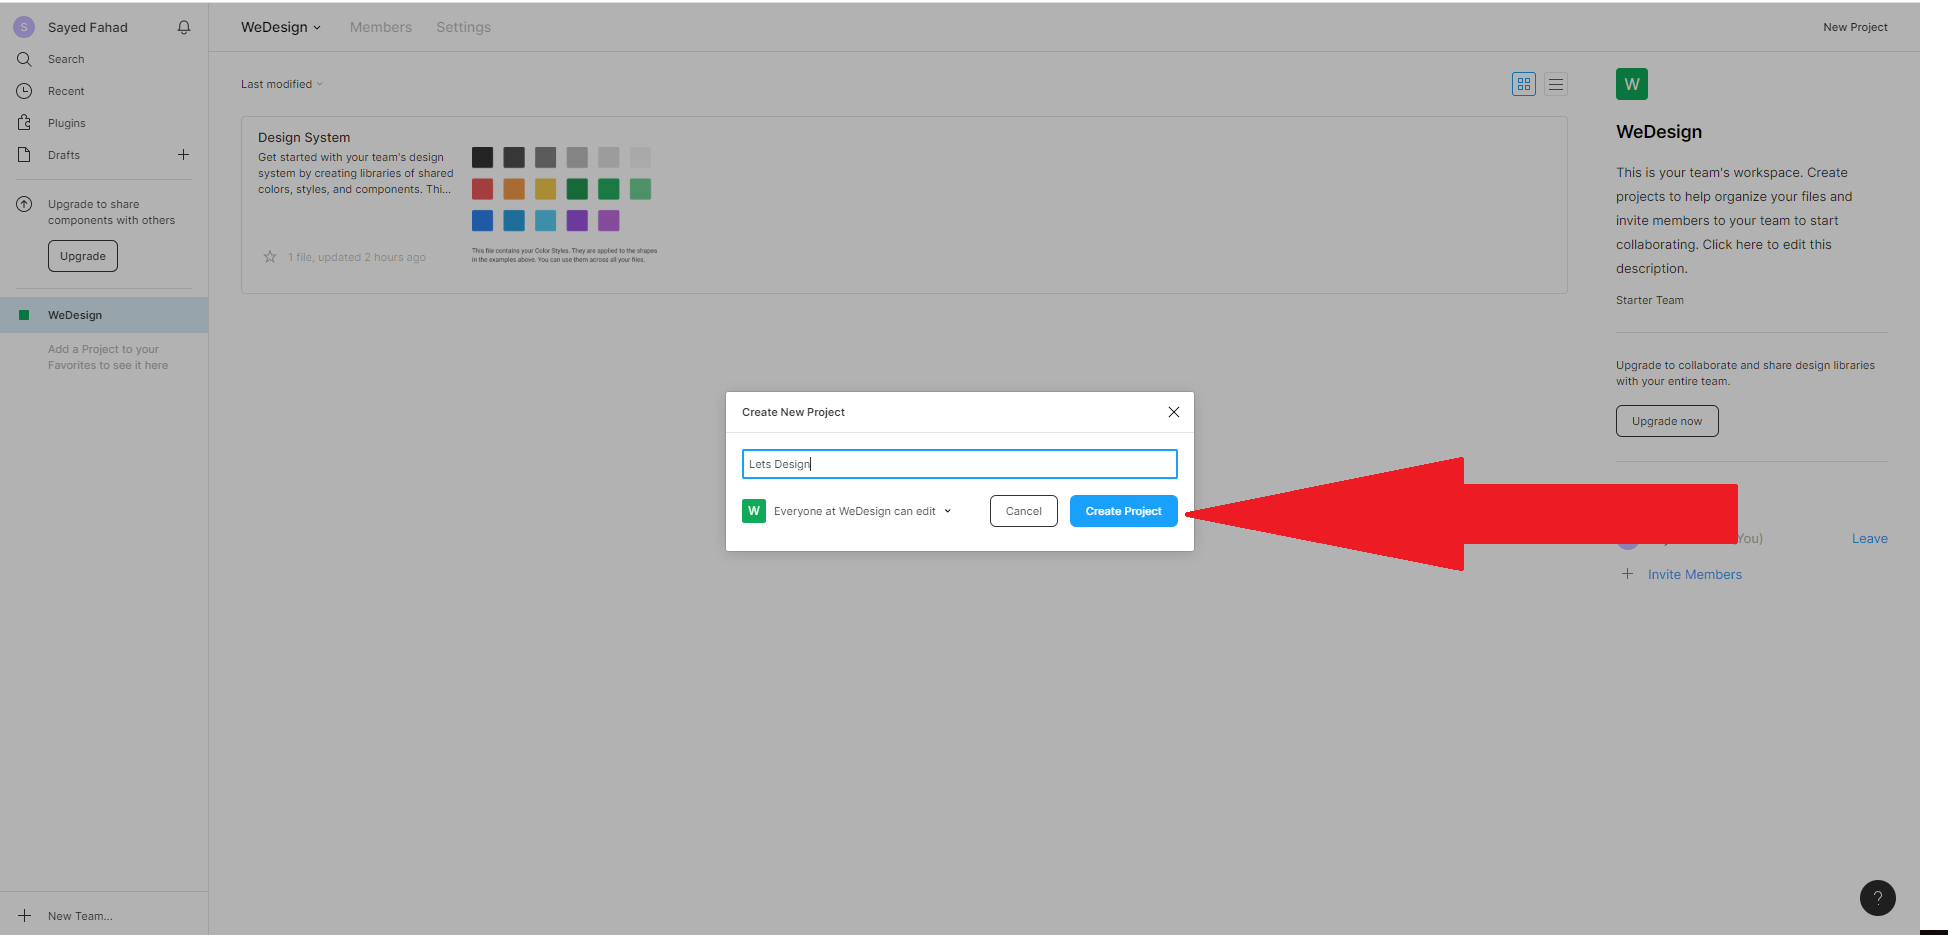 S Sayed Fahad
Search
Recent
Plugins
Drafts
Upgrade to share
components with others
Upgrade
WeDesign
Add a Project to your
Favorites to see it here
New Team...
WeDesign Members Settings New Project
Last modified
Design System
Get started with your team's design
system by creating libraries of shared
colors, styles, and components. Thi...
1 file, updated 2 hours ago
This file contains your Color Styles. They are applied to the shapes
in the examples above. You can use them across all your files.
Create New Project
Lets Design
W Everyone at WeDesign can edit Cancel Create Project
W
WeDesign
This is your team's workspace. Create
projects to help organize your files and
invite members to your team to start
collaborating. Click here to edit this
description.
Starter Team
Upgrade to collaborate and share design libraries
with your entire team.
Upgrade now
You) Leave
Invite Members
?